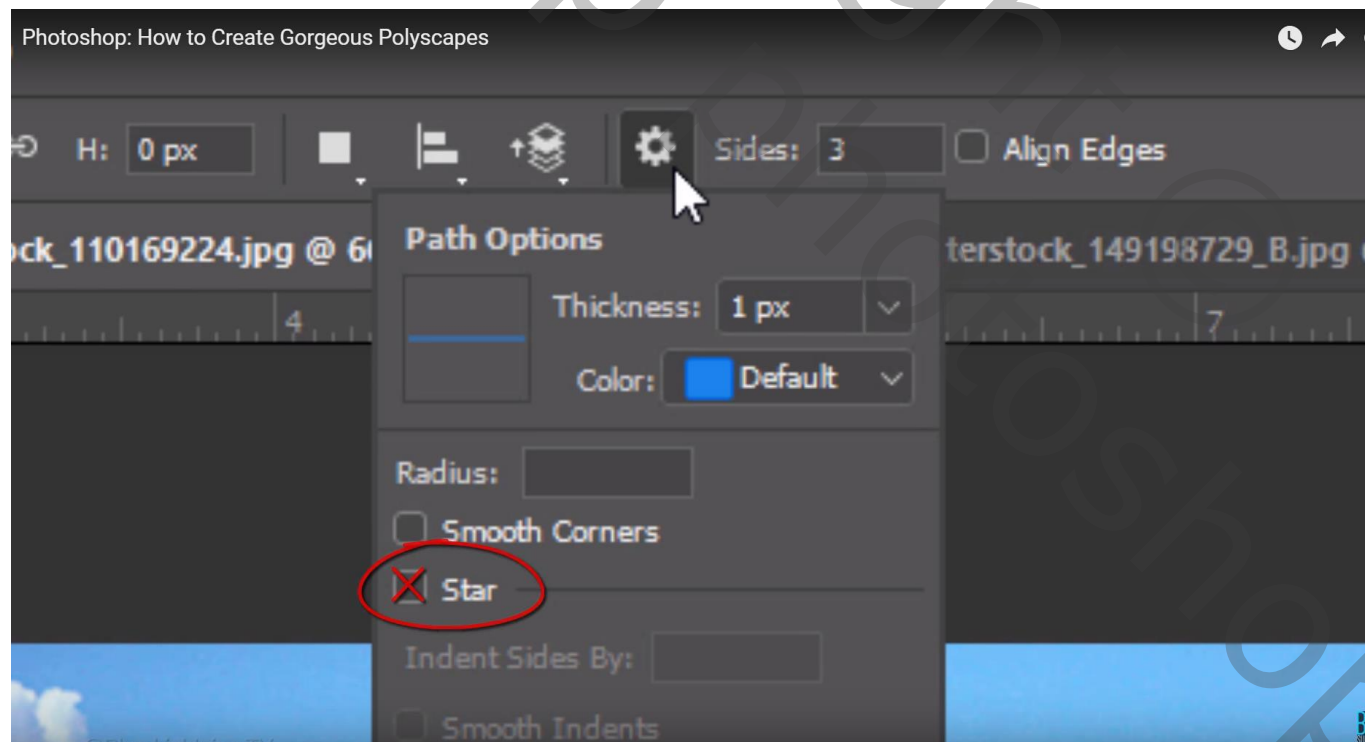 Photoshop: How to Create Gorgeous Polyscapes
H: 0 px Sides: 3 Align Edges
ck_110169224.jpg @ 6 terstock_149198729_B.jpg
Path Options
4 7
Thickness: 1 px
Color: Default
Radius:
Smooth Corners
Star
Indent Sides By:
Smooth Indents